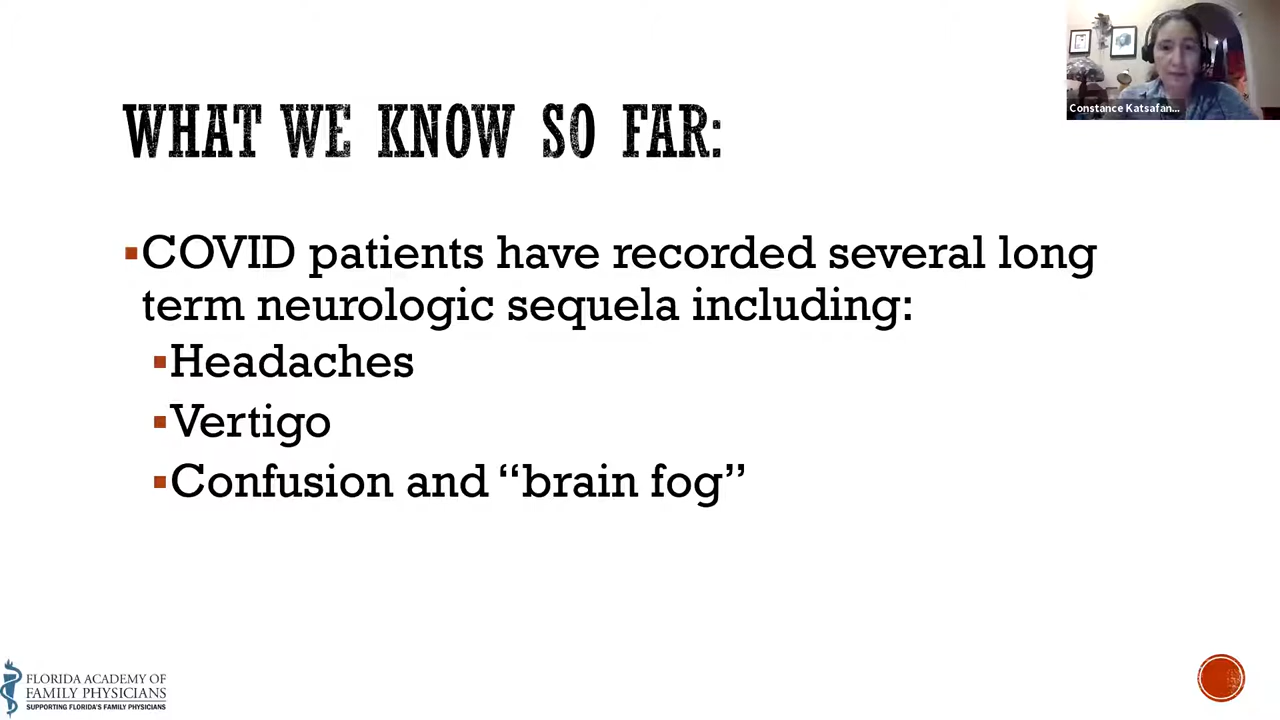 Constance Katsafan...
WHAT WE KNOW SO FAR:
▪COVID patients have recorded several long
term neurologic sequela including:
▪Headaches
▪Vertigo
▪Confusion and “brain fog”
FLORIDA ACADEMY OF
FAMILY PHYSICIANS
SUPPORTING FLORIDA'S FAMILY PHYSICIANS